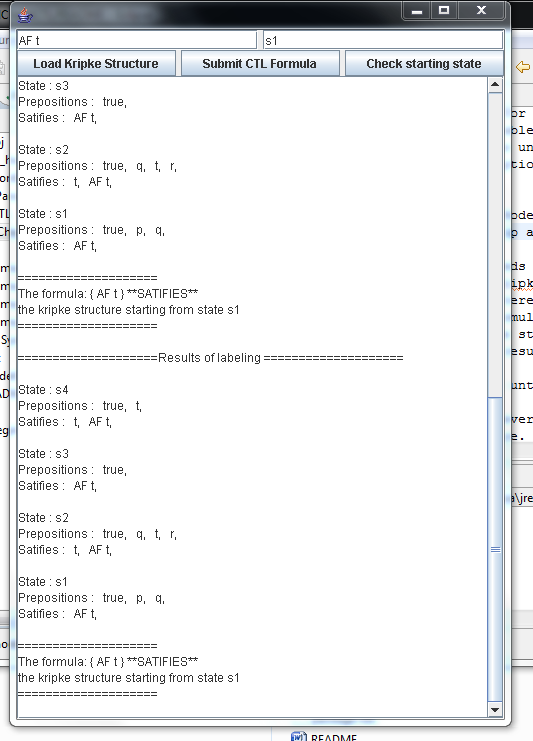 AF t
s1
Load Kripke Structure Submit CTL Formula Check starting state
State : s3
Prepositions : true,
Satifies : AF t,
State : s2
Prepositions : true, q, t, r,
Satifies : t, AF t,
State : s1
Prepositions : true, p, q,
Satifies : AF t,
====================
The formula: { AF t } **SATIFIES**
the kripke structure starting from state s1
====================
====================Results of labeling ====================
State : s4
Prepositions : true, t,
Satifies : t, AF t,
State : s3
Prepositions : true,
Satifies : AF t,
State : s2
Prepositions : true, q, t, r,
Satifies : t, AF t,
State : s1
Prepositions : true, p, q,
Satifies : AF t,
====================
The formula: { AF t } **SATIFIES**
the kripke structure starting from state s1
====================
README